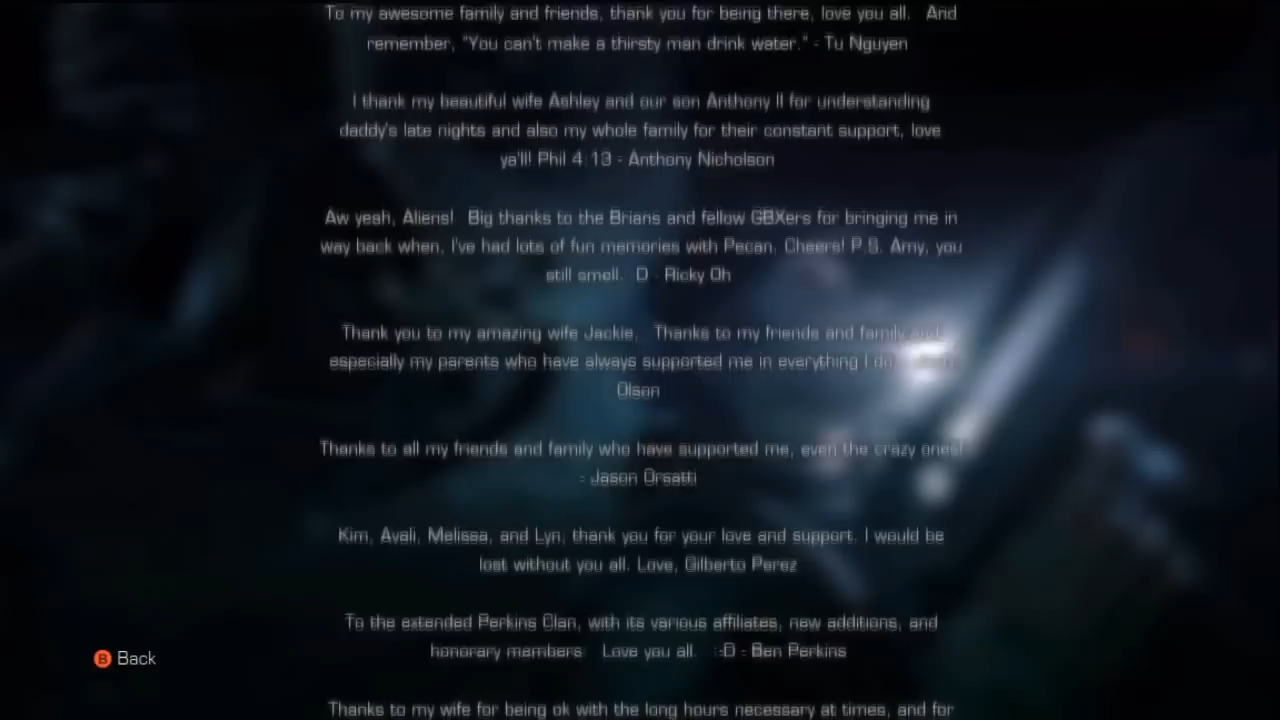 To my awesome family and friends, thank you for being there, love you all. And
remember, "You can't make a thirsty man drink water." - Tu Nguyen
I thank my beautiful wife Ashley and our son Anthony II for understanding
daddy's late nights and also my whole family for their constant support, love
ya'll! Phil 4 13 - Anthony Nicholson
Aw yeah, Aliens! Big thanks to the Brians and fellow GBXers for bringing me in
way back when, I've had lots of fun memories with Pecan. Cheers! P.S. Amy, you
still smell. D - Ricky Oh
Thank you to my amazing wife Jackie. Thanks to my friends and family and
especially my parents who have always supported me in everything I do
Olson
Thanks to all my friends and family who have supported me, even the crazy ones!
- Jason Orsatti
Kim, Avali, Melissa, and Lyn, thank you for your love and support. I would be
lost without you all. Love, Gilberto Perez
To the extended Perkins Clan, with its various affiliates, new additions, and
honorary members Love you all. :D - Ben Perkins
B Back
Thanks to my wife for being ok with the long hours necessary at times, and for